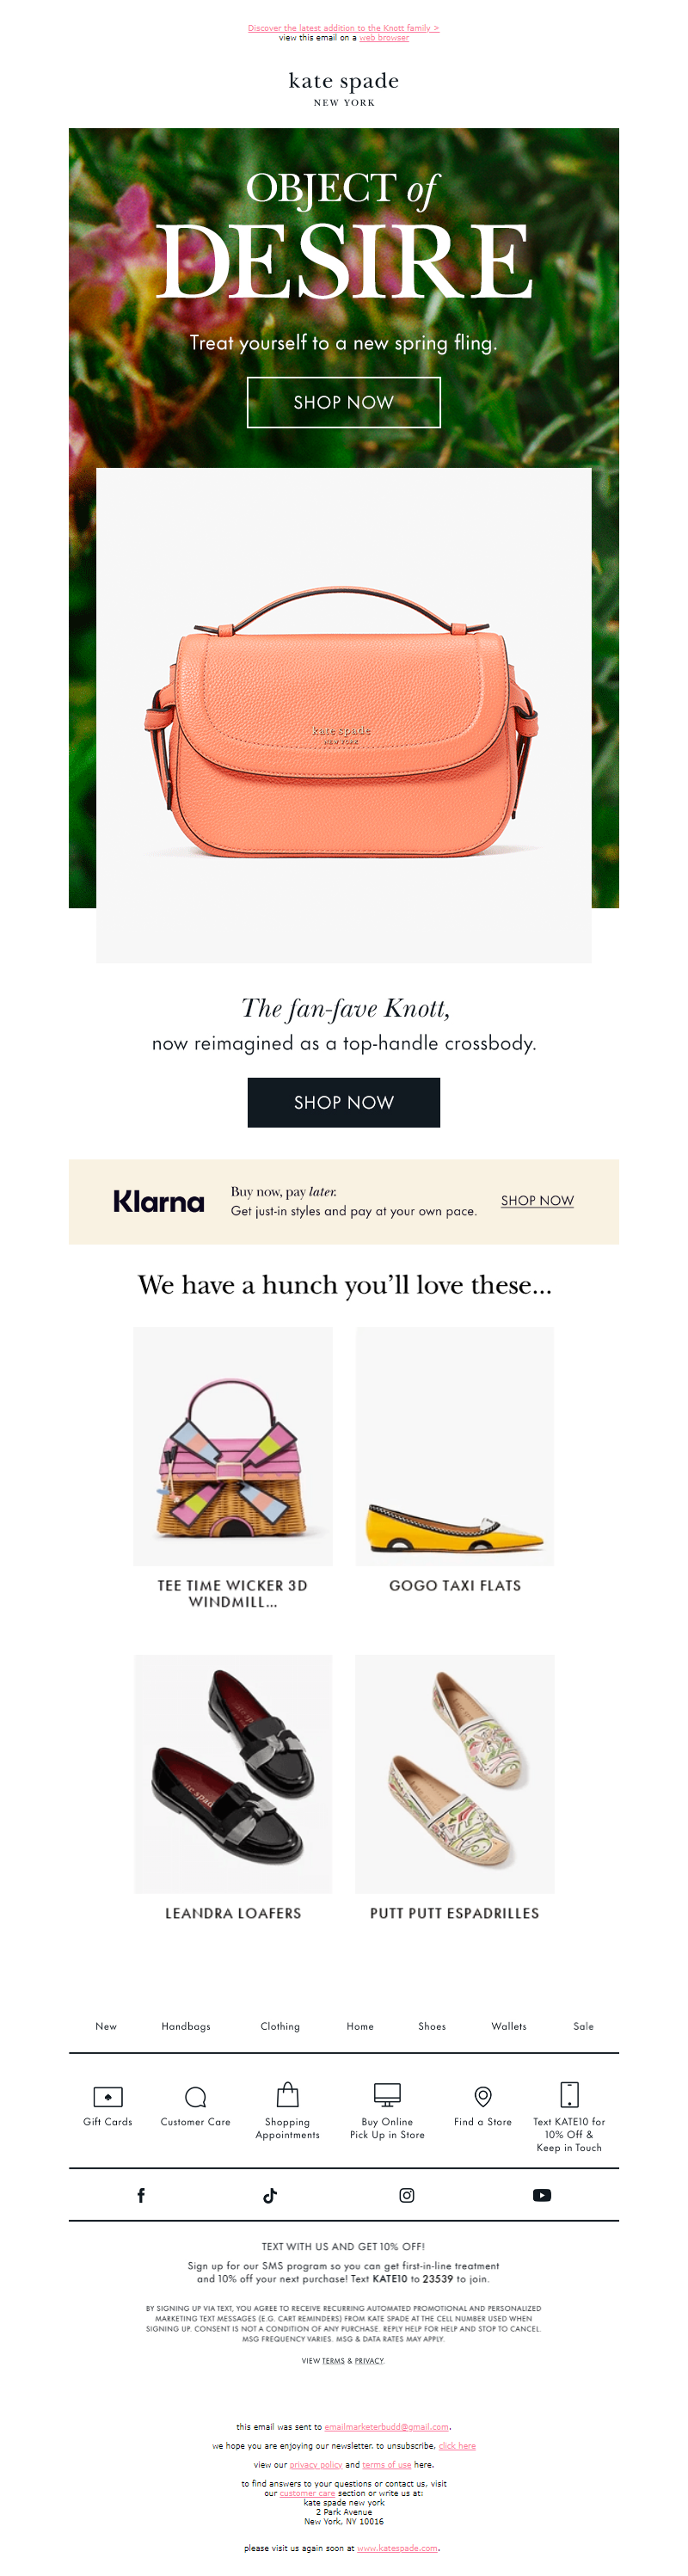 Discover the latest addition to the Knott family >
view this email on a web browser
kate spade
NEW YORK
OBJECT of
DESIRE
Treat yourself to a new spring fling.
SHOP NOW
kate spade
NEW YORK
The fan-fave Knott,
now reimagined as a top-handle crossbody.
SHOP NOW
Klarna
Buy now, pay later.
Get just-in styles and pay at your own pace.
SHOP NOW
We have a hunch you'll love these...
TEE TIME WICKER 3D
WINDMILL...
GOGO TAXI FLATS
LEANDRA LOAFERS
PUTT PUTT ESPADRILLES
New Handbags Clothing Home Shoes Wallets Sale
Gift Cards
Customer Care
Shopping
Appointments
Buy Online
Pick Up in Store
Find a Store
Text KATE10 for
10% Off &
Keep in Touch
TEXT WITH US AND GET 10% OFF!
Sign up for our SMS program so you can get first-in-line treatment
and 10% off your next purchase! Text KATE10 to 23539 to join.
BY SIGNING UP VIA TEXT, YOU AGREE TO RECEIVE RECURRING AUTOMATED PROMOTIONAL AND PERSONALIZED
MARKETING TEXT MESSAGES (E.G. CART REMINDERS) FROM KATE SPADE AT THE CELL NUMBER USED WHEN
SIGNING UP. CONSENT IS NOT A CONDITION OF ANY PURCHASE. REPLY HELP FOR HELP AND STOP TO CANCEL.
MSG FREQUENCY VARIES. MSG & DATA RATES MAY APPLY.
VIEW TERMS & PRIVACY.
this email was sent to emailmarketerbudd@gmail.com.
we hope you are enjoying our newsletter. to unsubscribe, click here
view our privacy policy and terms of use here.
to find answers to your questions or contact us, visit
our customer care section or write us at:
kate spade new york
2 Park Avenue
New York, NY 10016
please visit us again soon at www.katespade.com.